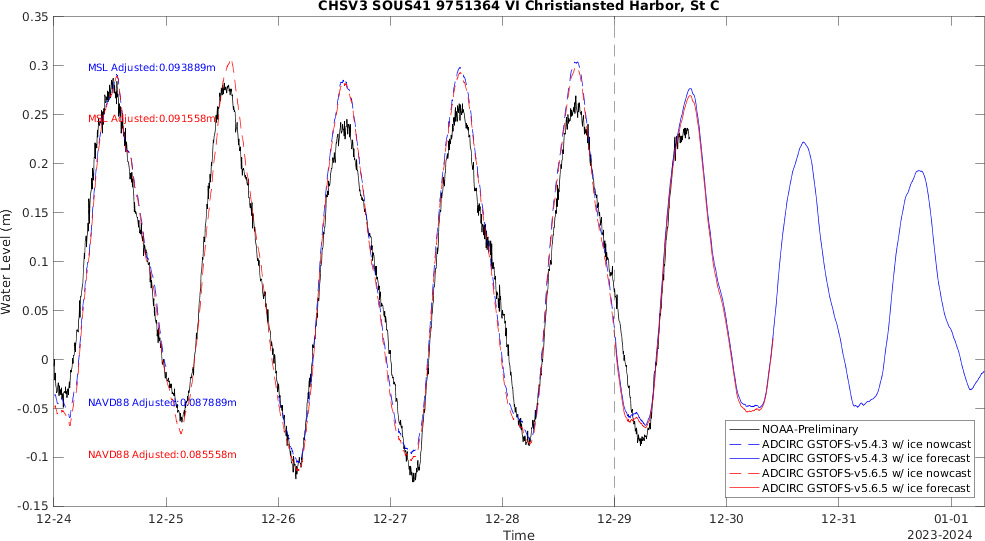 CHSV3 SOUS41 9751364 VI Christiansted Harbor, St C
0.35
0.3
0.25
0.2
0.15
0.1
0.05
0
-0.05
-0.1
-0.15
Water Level (m)
MSL Adjusted:0.093889m
MSL Adjusted:0.091558m
NAVD88 Adjusted:0.087889m
NAVD88 Adjusted:0.085558m
NOAA-Preliminary
ADCIRC GSTOFS-v5.4.3 w/ ice nowcast
ADCIRC GSTOFS-v5.4.3 w/ ice forecast
ADCIRC GSTOFS-v5.6.5 w/ ice nowcast
ADCIRC GSTOFS-v5.6.5 w/ ice forecast
12-24 12-25 12-26 12-27 12-28 12-29 12-30 12-31 01-01
Time
2023-2024